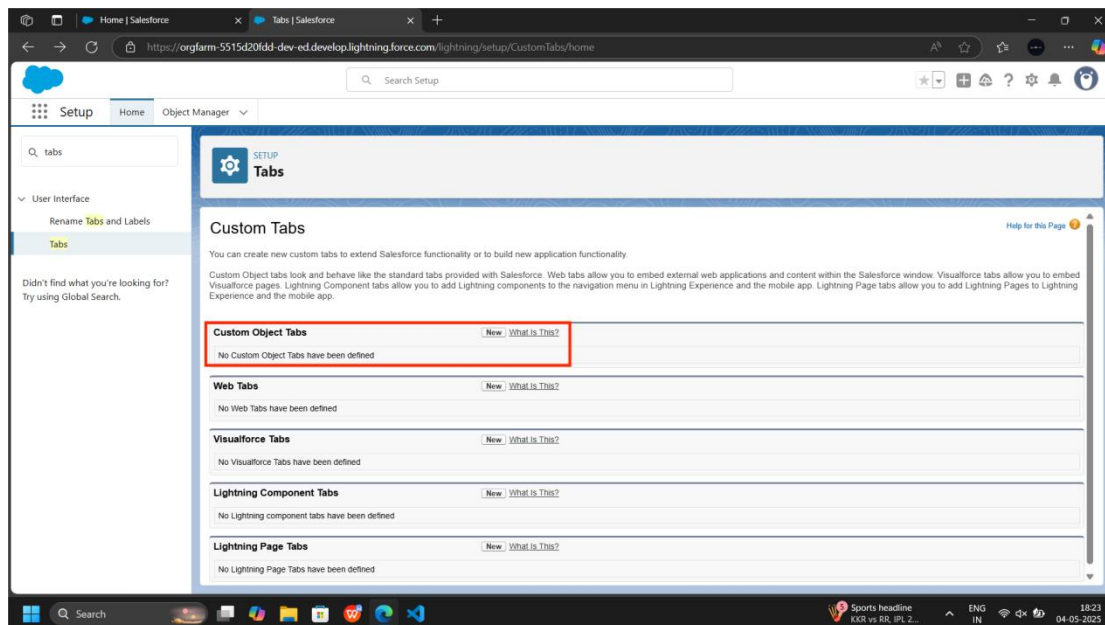 Home | Salesforce
Tabs | Salesforce
https://orgfarm-5515d20fdd-dev-ed.develop.lightning.force.com/lightning/setup/CustomTabs/home
Search Setup
Setup Home Object Manager
tabs
User Interface
Rename Tabs and Labels
Tabs
Didn't find what you're looking for?
Try using Global Search.
SETUP
Tabs
Custom Tabs
Help for this Page
You can create new custom tabs to extend Salesforce functionality or to build new application functionality.
Custom Object tabs look and behave like the standard tabs provided with Salesforce. Web tabs allow you to embed external web applications and content within the Salesforce window. Visualforce tabs allow you to embed
Visualforce pages. Lightning Component tabs allow you to add Lightning components to the navigation menu in Lightning Experience and the mobile app. Lightning Page tabs allow you to add Lightning Pages to Lightning
Experience and the mobile app.
Custom Object Tabs New What Is This?
No Custom Object Tabs have been defined
Web Tabs New What Is This?
No Web Tabs have been defined
Visualforce Tabs New What Is This?
No Visualforce Tabs have been defined
Lightning Component Tabs New What Is This?
No Lightning component tabs have been defined
Lightning Page Tabs New What Is This?
No Lightning Page Tabs have been defined
Search
5
Sports headline
KKR vs RR, IPL 2...
ENG
IN
18:23
04-05-2025